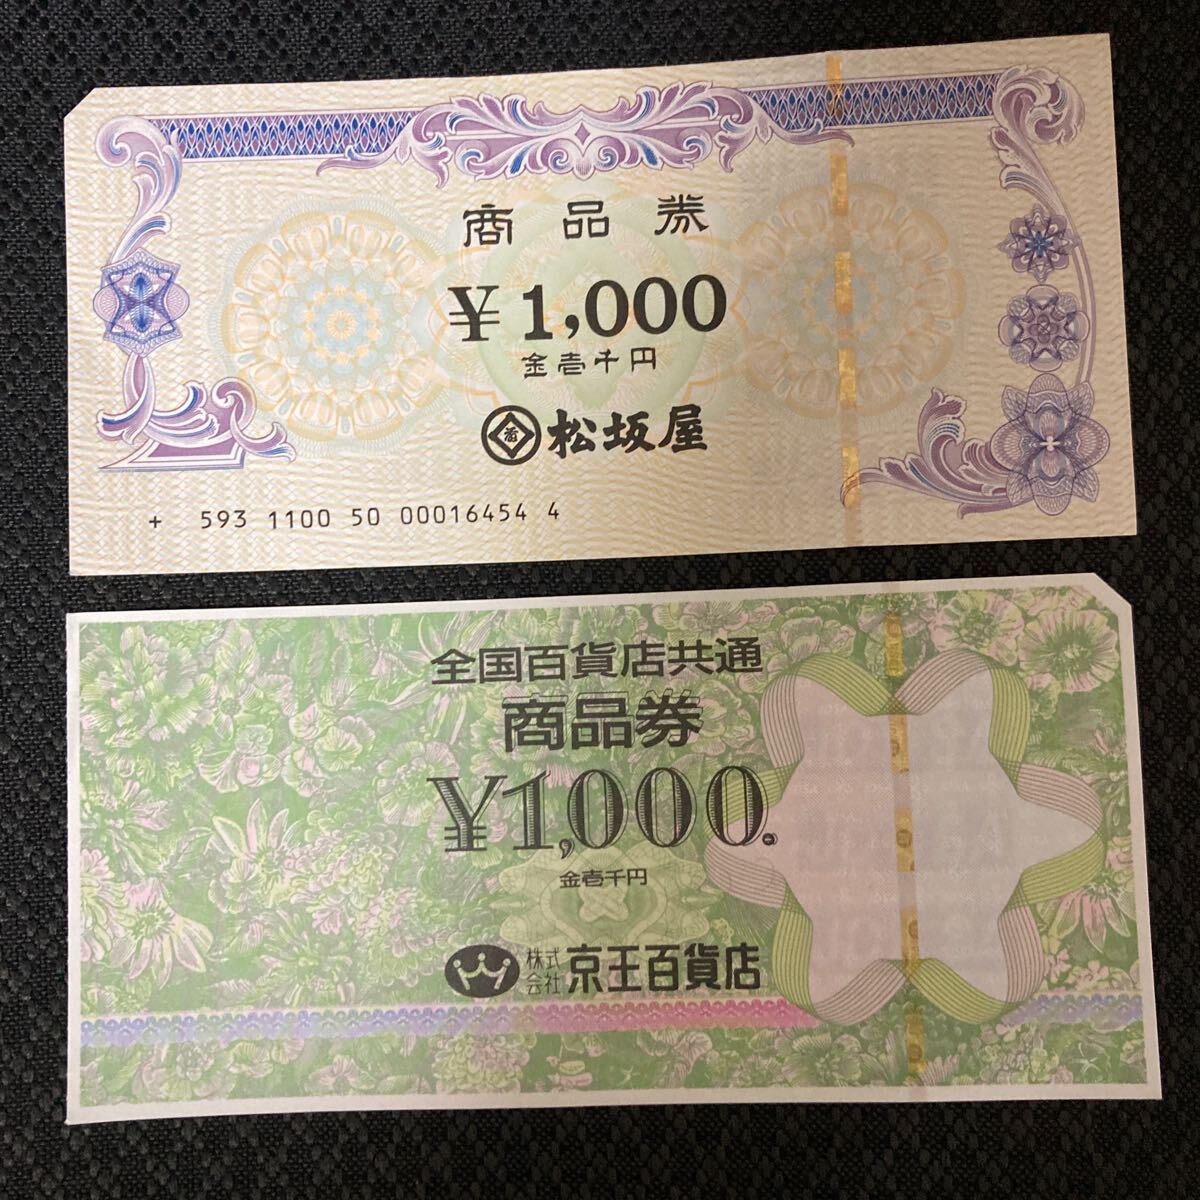 商品券
¥1,000
金壱千円
松坂屋
+ 593 1100 50 00016454 4
全国百貨店共通
商品券
¥1,000.
金壱千円
株式会社 京王百貨店